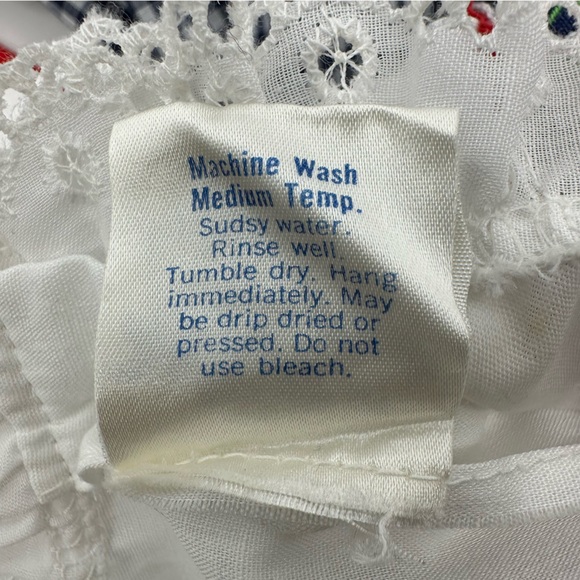 Machine Wash
Medium Temp.
Sudsy water.
Rinse well.
Tumble dry. Hang
immediately. May
be drip dried or
pressed. Do not
use bleach.